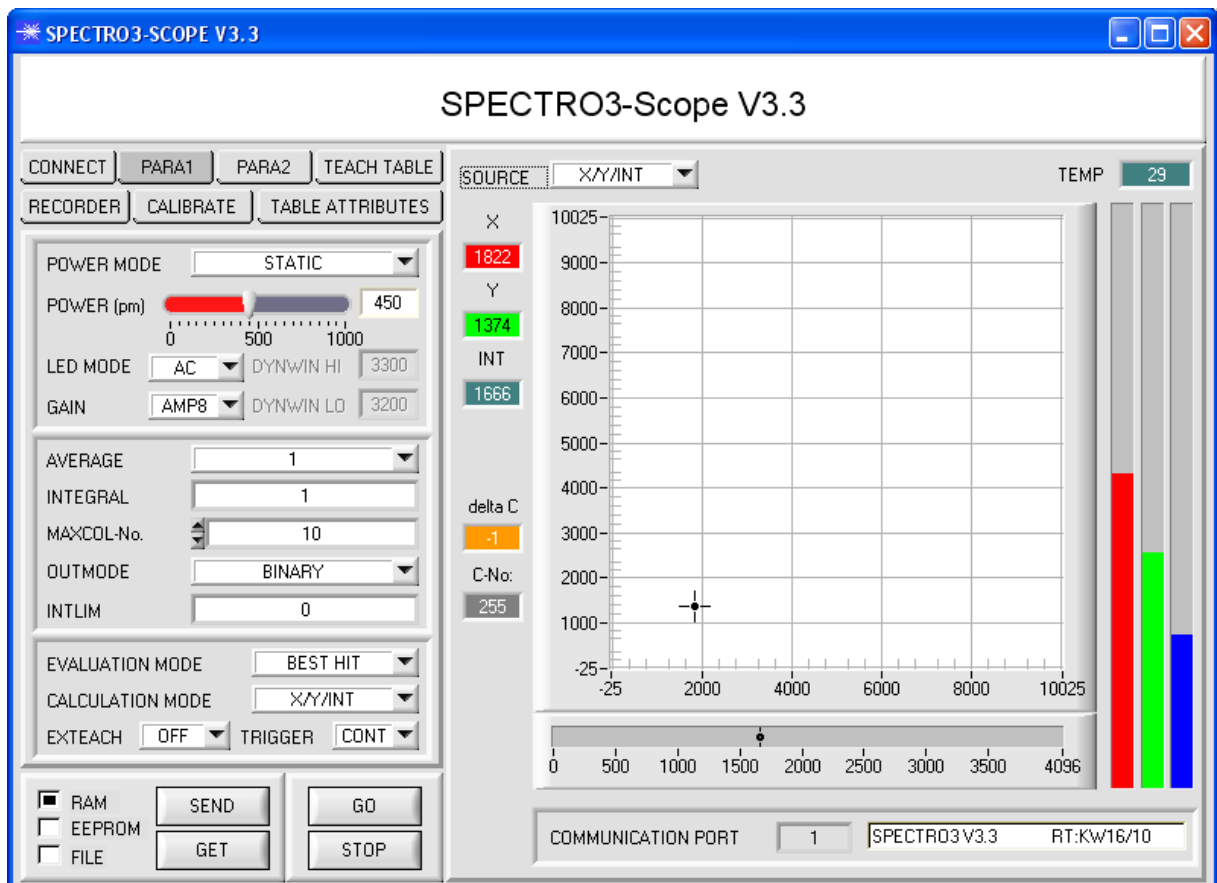 SPECTRO3-SCOPE V3.3
SPECTRO3-Scope V3.3
CONNECT PARA1 PARA2 TEACH TABLE
RECORDER CALIBRATE TABLE ATTRIBUTES
POWER MODE STATIC
POWER (pm) 450
0 500 1000
LED MODE AC DYNWIN HI 3300
GAIN AMP8 DYNWIN LO 3200
AVERAGE 1
INTEGRAL 1
MAXCOL-No. 10
OUTMODE BINARY
INTLIM 0
EVALUATION MODE BEST HIT
CALCULATION MODE X/Y/INT
EXTEACH OFF TRIGGER CONT
RAM
EEPROM
FILE
SEND
GET
GO
STOP
SOURCE X/Y/INT
TEMP 29
X
1822
Y
1374
INT
1666
delta C
-1
C-No:
255
10025
9000
8000
7000
6000
5000
4000
3000
2000
1000
-25
-25 2000 4000 6000 8000 10025
0 500 1000 1500 2000 2500 3000 3500 4096
COMMUNICATION PORT 1 SPECTRO3 V3.3 RT:KW16/10